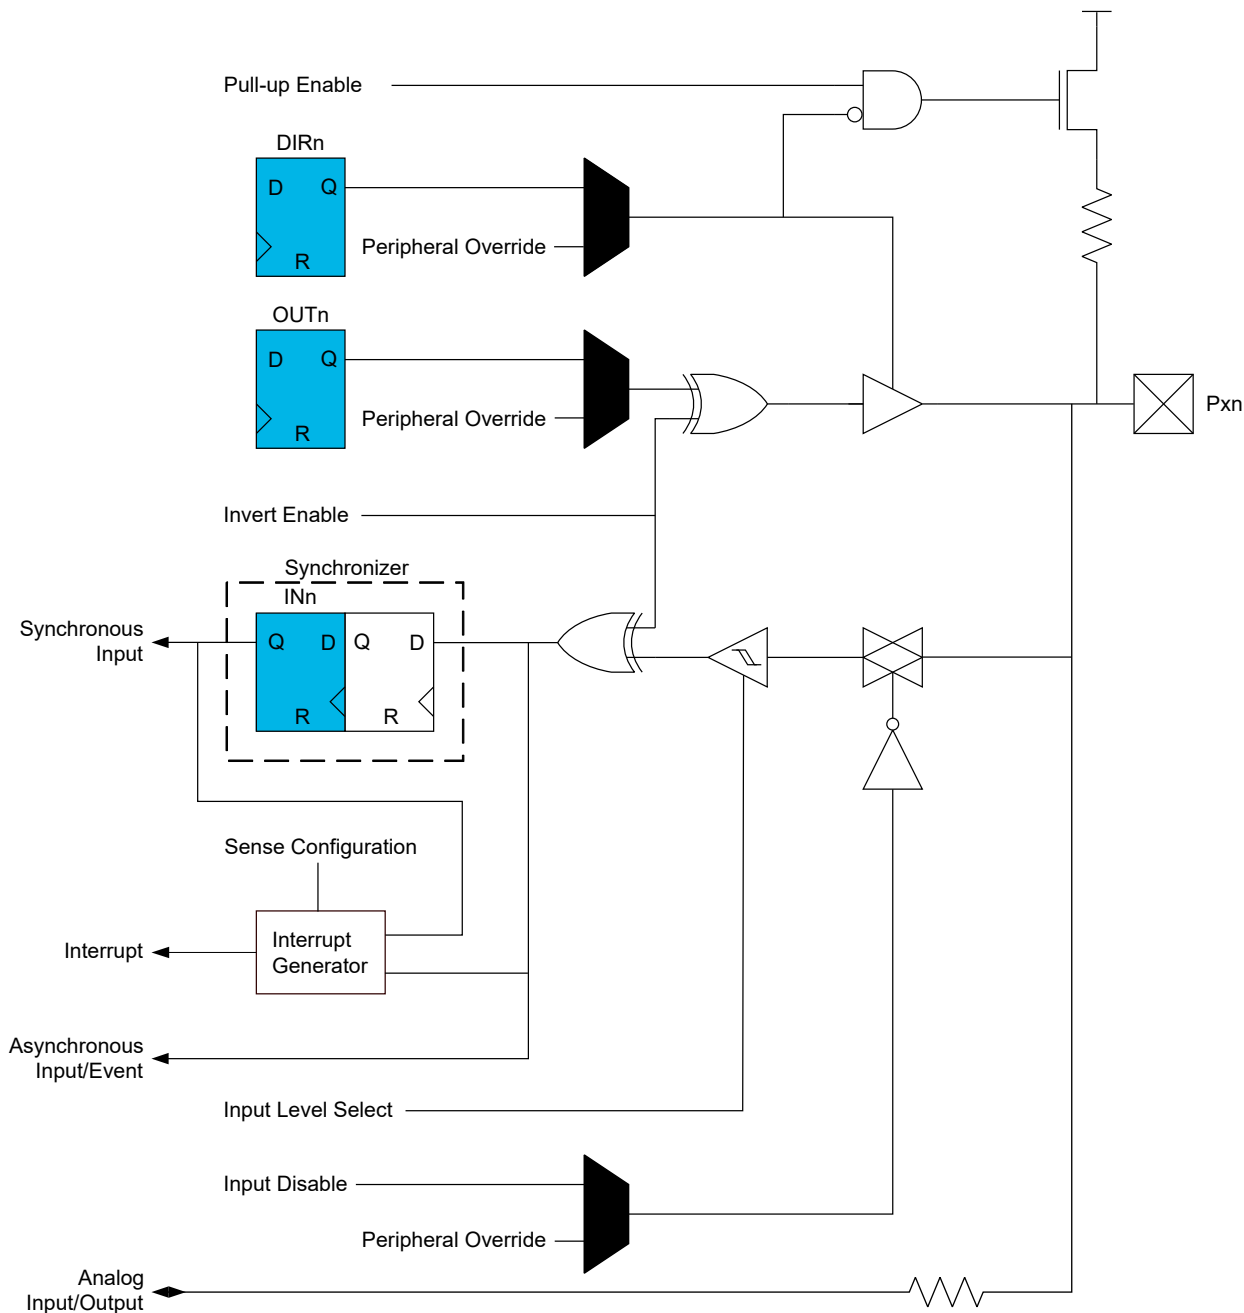 Pull-up Enable
DIRn
D Q
R
Peripheral Override
OUTn
D Q
R
Peripheral Override
Pxn
Invert Enable
Synchronizer
INn
Synchronous
Input
Q D Q D
R R
Sense Configuration
Interrupt
Interrupt
Generator
Asynchronous
Input/Event
Input Level Select
Input Disable
Peripheral Override
Analog
Input/Output